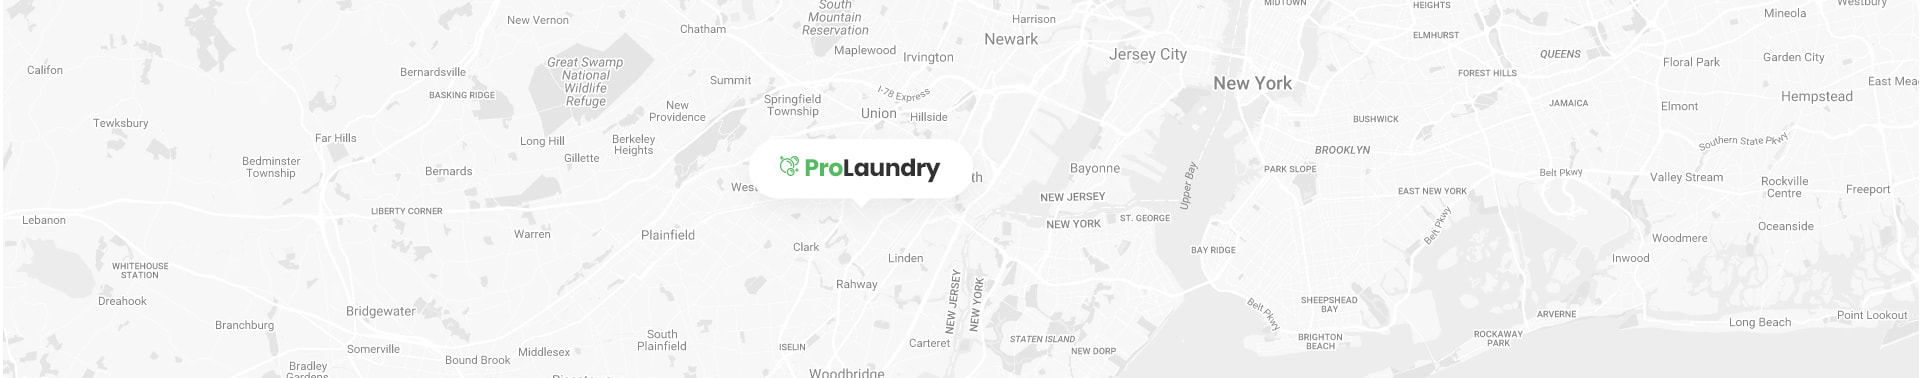 New Vernon
South
Mountain
Reservation
Harrison
MIDTOWN
HEIGHTS
Mineola
Westbury
Chatham
Newark
ELMHURST
Maplewood
Irvington
Jersey City
QUEENS
Garden City
Califon
Great Swamp
National
Wildlife
Refuge
Floral Park
Bernardsville
Summit
New York
FOREST HILLS
East Mea
BASKING RIDGE
I-78 Express
Hempstead
New
Providence
Springfield
Township
JAMAICA
Elmont
Union
Hillside
BUSHWICK
Tewksbury
Far Hills
Long Hill
Berkeley
Heights
Southern State Pkwy
BROOKLYN
Gillette
Bedminster
Township
ProLaundry
Bayonne
PARK SLOPE
Bernards
Belt Pkwy
Valley Stream
Rockville
Centre
Freeport
West
th
Upper Bay
NEW JERSEY
EAST NEW YORK
LIBERTY CORNER
Lebanon
NEW YORK
ST. GEORGE
Belt Pkwy
Oceanside
Warren
Plainfield
Woodmere
Clark
BAY RIDGE
Linden
Inwood
WHITEHOUSE
STATION
Rahway
NEW JERSEY
NEW YORK
Dreahook
SHEEPSHEAD
BAY
Belt Pkwy
Bridgewater
ARVERNE
Point Lookout
Branchburg
Long Beach
South
Plainfield
STATEN ISLAND
BRIGHTON
BEACH
ROCKAWAY
PARK
Somerville
Middlesex
ISELIN
Carteret
NEW DORP
Bound Brook
Bradley
Gardens
Woodbridge